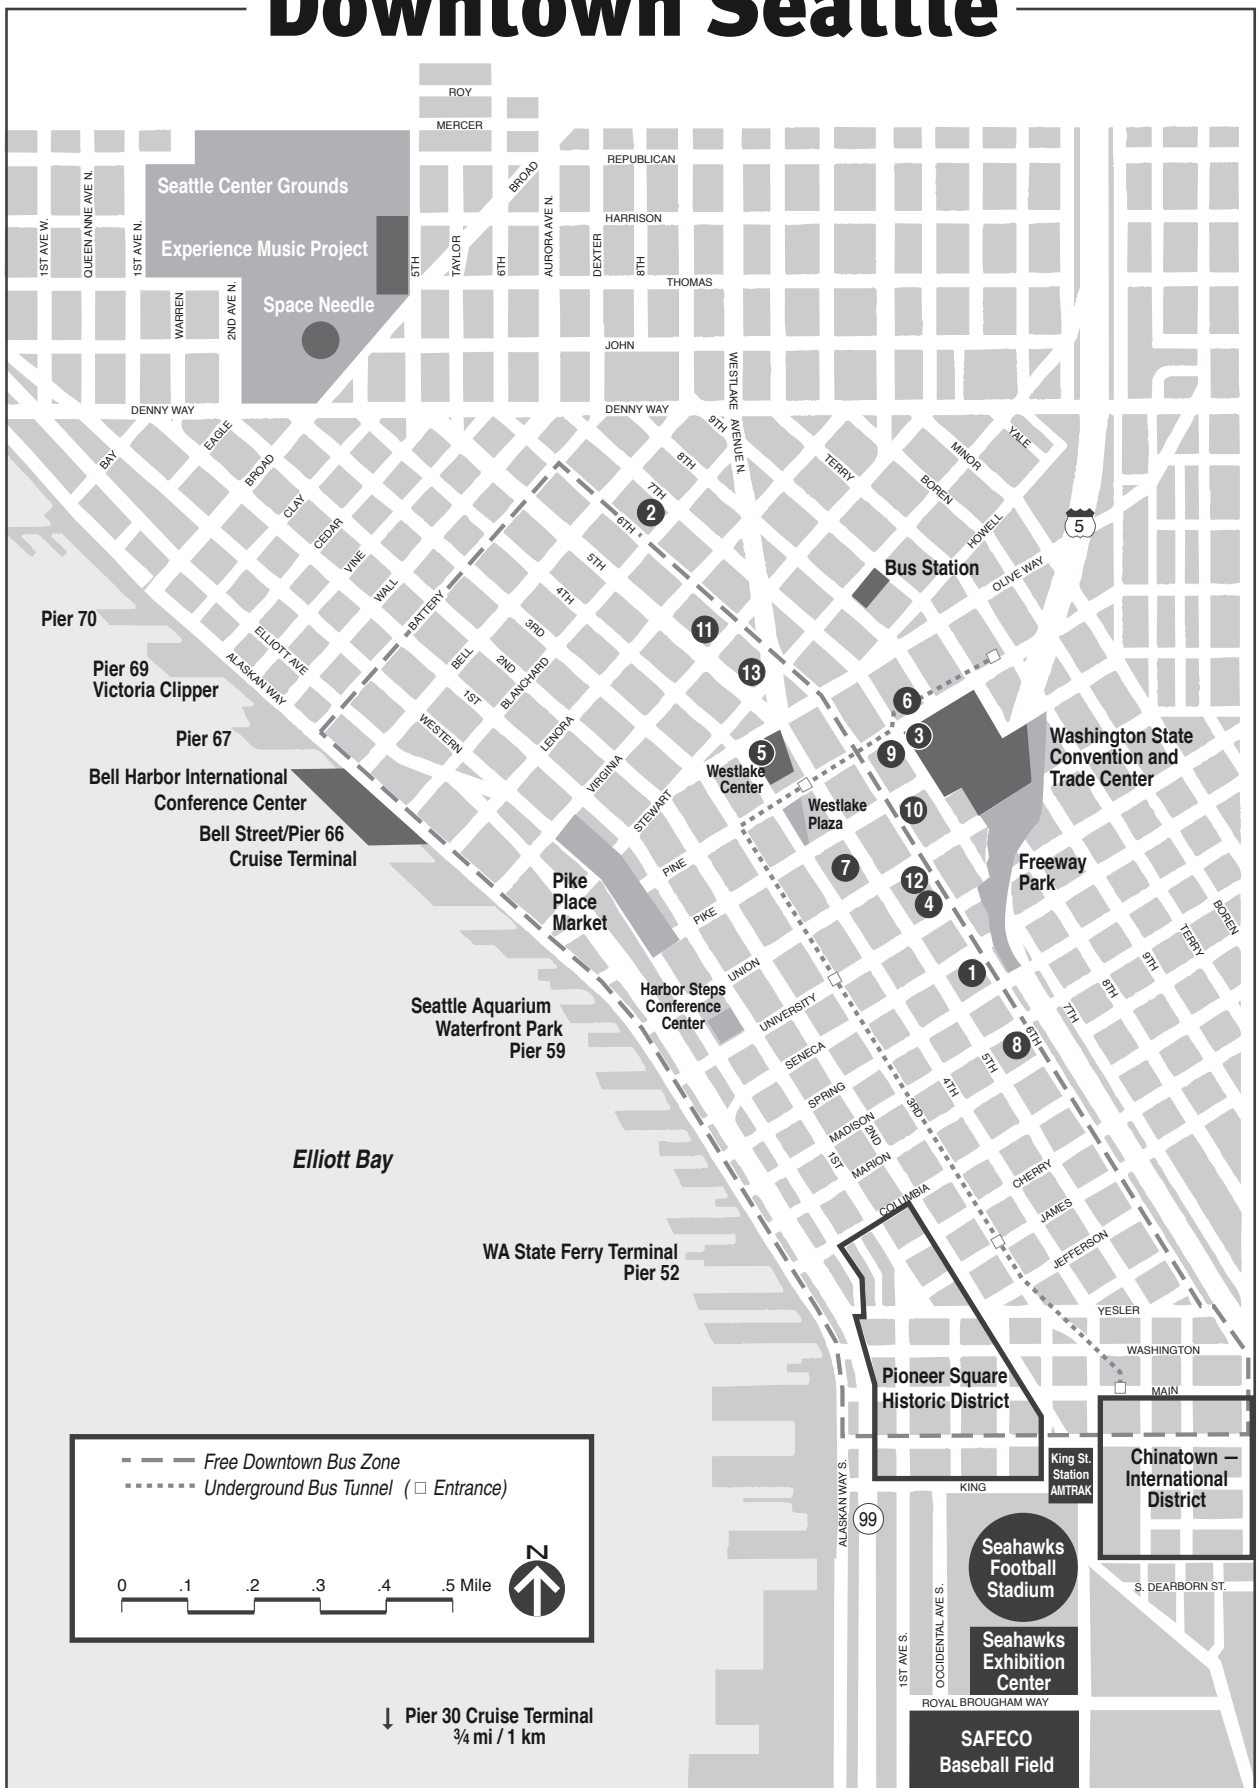 Downtown Seattle
ROY
MERCER
REPUBLICAN
BROAD
Seattle Center Grounds
HARRISON
1ST AVE W.
QUEEN ANNE AVE N.
1ST AVE N.
Experience Music Project
5TH
TAYLOR
6TH
AURORA AVE N.
DEXTER
8TH
THOMAS
WARREN
2ND AVE N.
Space Needle
JOHN
WESTLAKE AVENUE N.
DENNY WAY
DENNY WAY
BAY
EAGLE
BROAD
CLAY
CEDAR
VINE
WALL
BATTERY
BELL
BLANCHARD
LENORA
VIRGINIA
STEWART
PINE
PIKE
UNION
UNIVERSITY
SENECA
SPRING
MADISON
MARION
COLUMBIA
9TH
8TH
7TH
6TH
5TH
4TH
3RD
2ND
1ST
WESTERN
ELLIOTT AVE
ALASKAN WAY
TERRY
BOREN
MINOR
YALE
HOWELL
OLIVE WAY
5
Bus Station
2
11
13
6
3
9
5
Westlake
Center
Westlake
Plaza
10
7
12
4
1
8
Washington State
Convention and
Trade Center
Freeway
Park
Pier 70
Pier 69
Victoria Clipper
Pier 67
Bell Harbor International
Conference Center
Bell Street/Pier 66
Cruise Terminal
Pike
Place
Market
Harbor Steps
Conference
Center
Seattle Aquarium
Waterfront Park
Pier 59
BOREN
TERRY
9TH
8TH
7TH
6TH
5TH
4TH
3RD
2ND
1ST
Elliott Bay
CHERRY
JAMES
JEFFERSON
WA State Ferry Terminal
Pier 52
YESLER
WASHINGTON
MAIN
Pioneer Square
Historic District
King St.
Station
AMTRAK
Chinatown –
International
District
KING
ALASKAN WAY S.
99
Seahawks
Football
Stadium
S. DEARBORN ST.
1ST AVE S.
OCCIDENTAL AVE S.
Seahawks
Exhibition
Center
ROYAL BROUGHAM WAY
SAFECO
Baseball Field
Free Downtown Bus Zone
Underground Bus Tunnel ( □ Entrance)
N
0 .1 .2 .3 .4 .5 Mile
↓ Pier 30 Cruise Terminal
¾ mi / 1 km